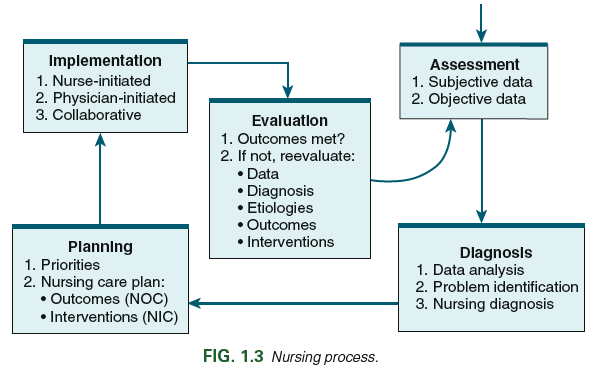 Implementation
1. Nurse-initiated
2. Physician-initiated
3. Collaborative
Evaluation
1. Outcomes met?
2. If not, reevaluate:
• Data
• Diagnosis
• Etiologies
• Outcomes
• Interventions
Assessment
1. Subjective data
2. Objective data
Planning
1. Priorities
2. Nursing care plan:
• Outcomes (NOC)
• Interventions (NIC)
Diagnosis
1. Data analysis
2. Problem identification
3. Nursing diagnosis
FIG. 1.3 Nursing process.